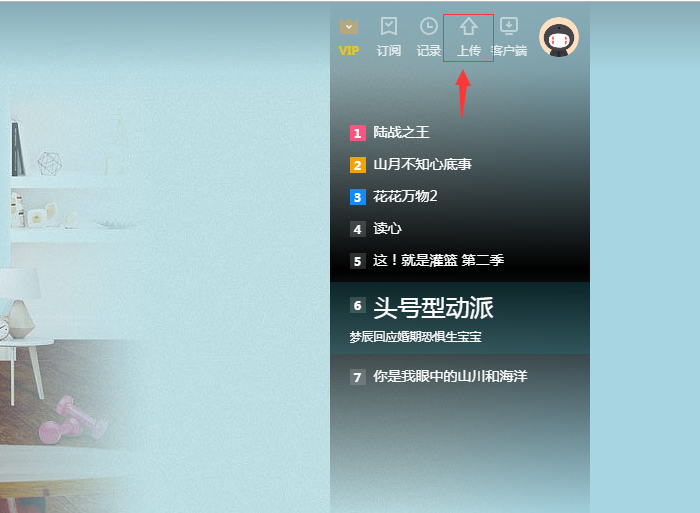 VIP 订阅 记录 上传 客户端
1 陆战之王
2 山月不知心底事
3 花花万物2
4 读心
5 这！就是灌篮 第二季
6 头号型动派
梦辰回应婚期恐惧生宝宝
7 你是我眼中的山川和海洋